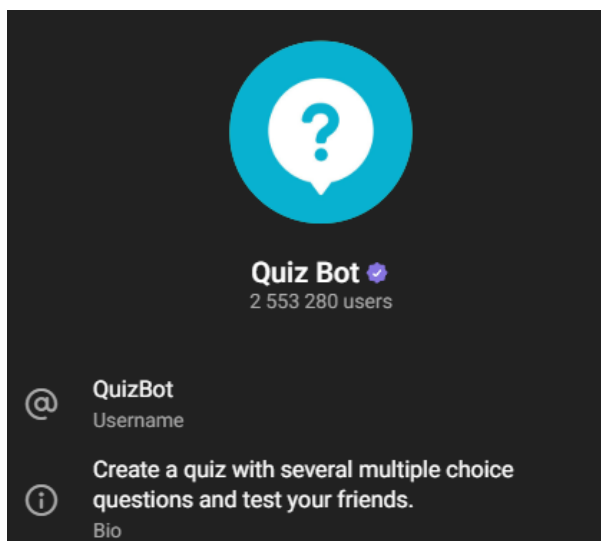 ?
Quiz Bot
2 553 280 users
@
QuizBot
Username
Create a quiz with several multiple choice
questions and test your friends.
Bio